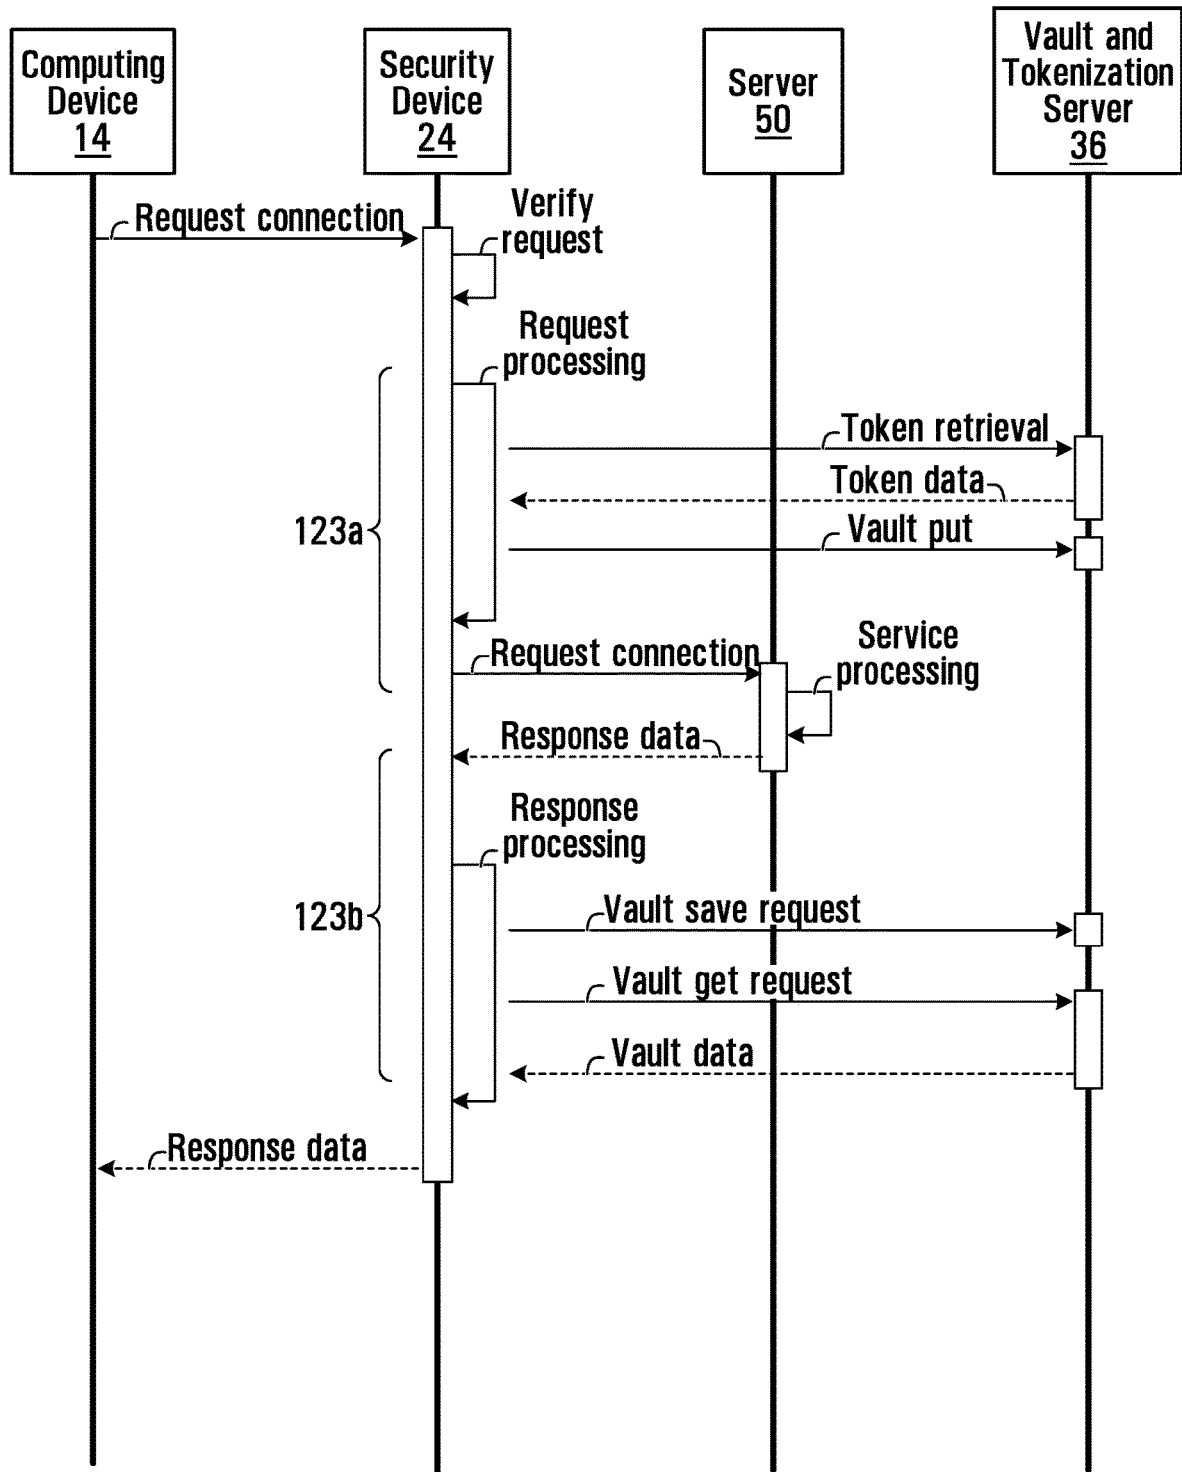 Computing
Device
14
Security
Device
24
Server
50
Vault and
Tokenization
Server
36
Request connection
Verify
request
Request
processing
Token retrieval
Token data
123a
Vault put
Service
processing
Request connection
Response data
Response
processing
123b
Vault save request
Vault get request
Vault data
Response data